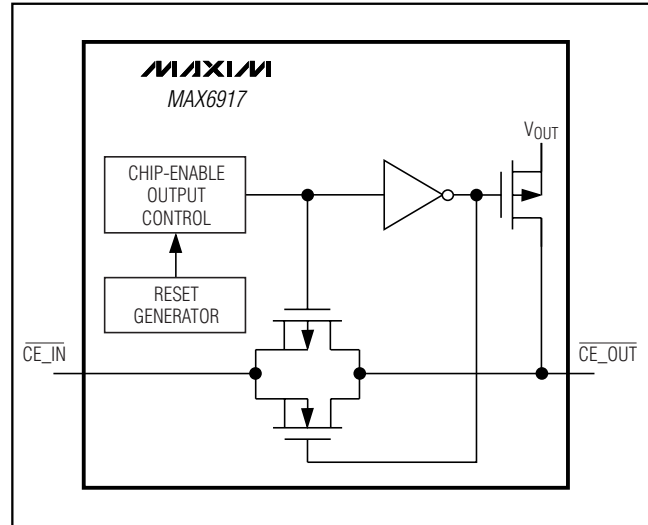 MAXIM
MAX6917
VOUT
CHIP-ENABLE
OUTPUT
CONTROL
RESET
GENERATOR
CE_IN
CE_OUT